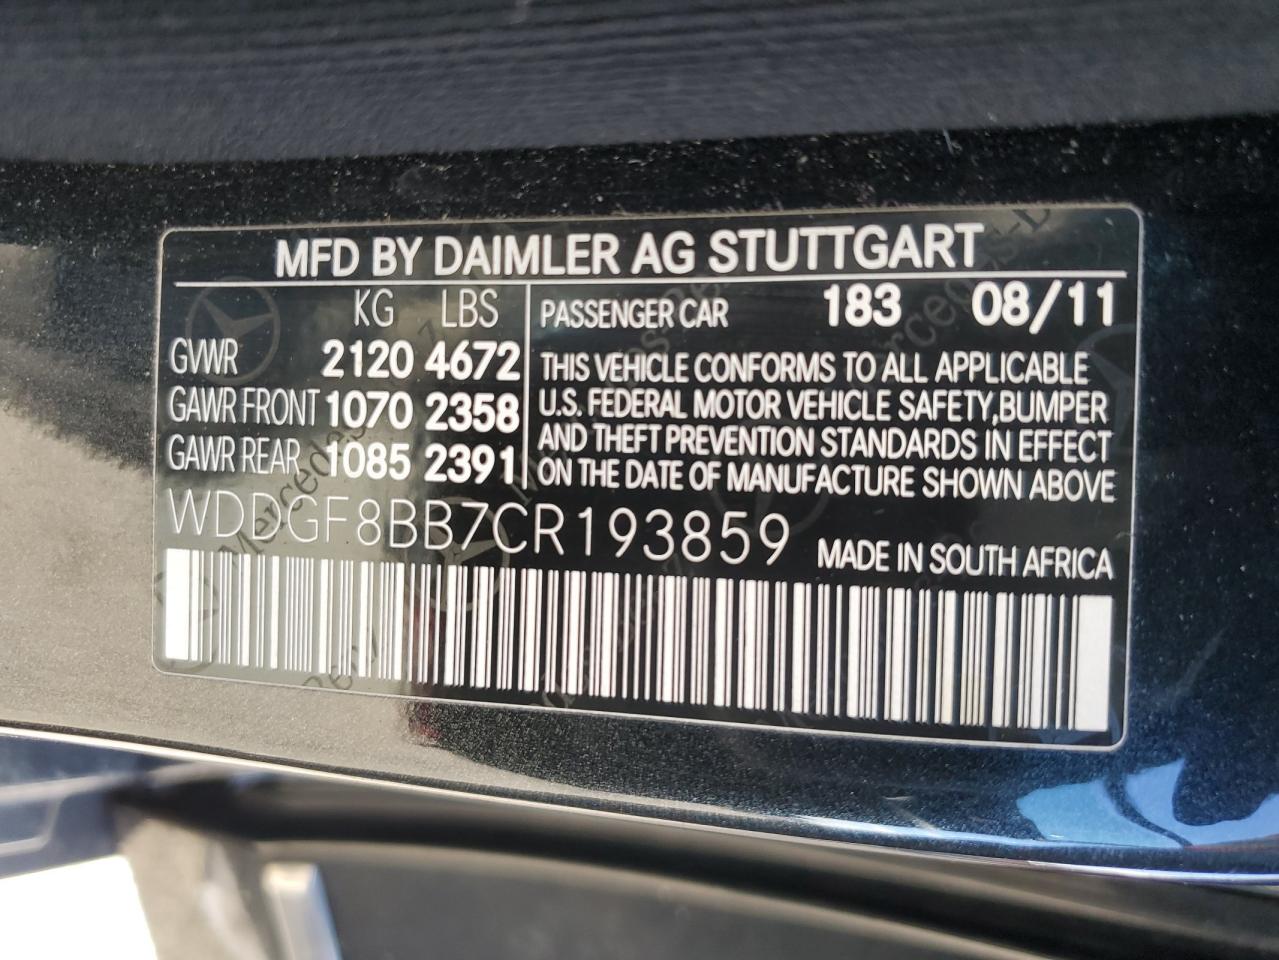 MFD BY DAIMLER AG STUTTGART
KG LBS
GVWR 2120 4672
GAWR FRONT 1070 2358
GAWR REAR 1085 2391
PASSENGER CAR 183 08/11
THIS VEHICLE CONFORMS TO ALL APPLICABLE
U.S. FEDERAL MOTOR VEHICLE SAFETY,BUMPER
AND THEFT PREVENTION STANDARDS IN EFFECT
ON THE DATE OF MANUFACTURE SHOWN ABOVE
WDDGF8BB7CR193859
MADE IN SOUTH AFRICA